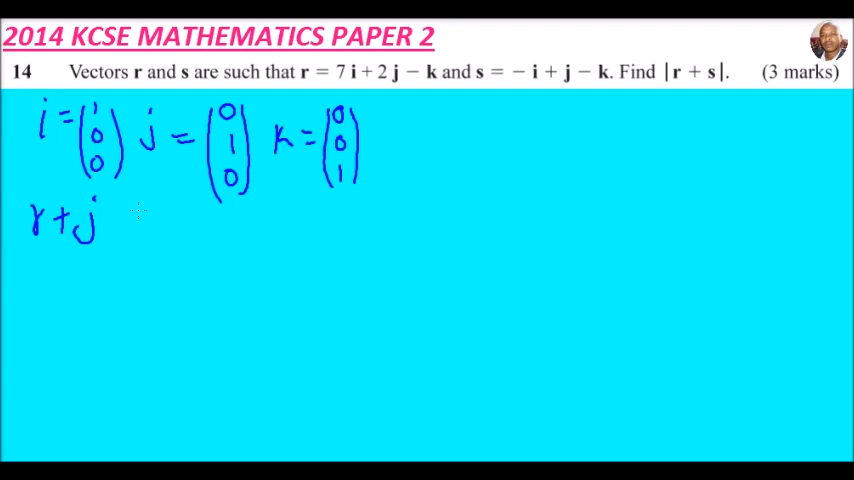 2014 KCSE MATHEMATICS PAPER 2
14 Vectors r and s are such that r = 7 i + 2 j − k and s = − i + j − k. Find |r + s|. (3 marks)
i = (1 0 0) j = (0 1 0) k = (0 0 1)
r + j